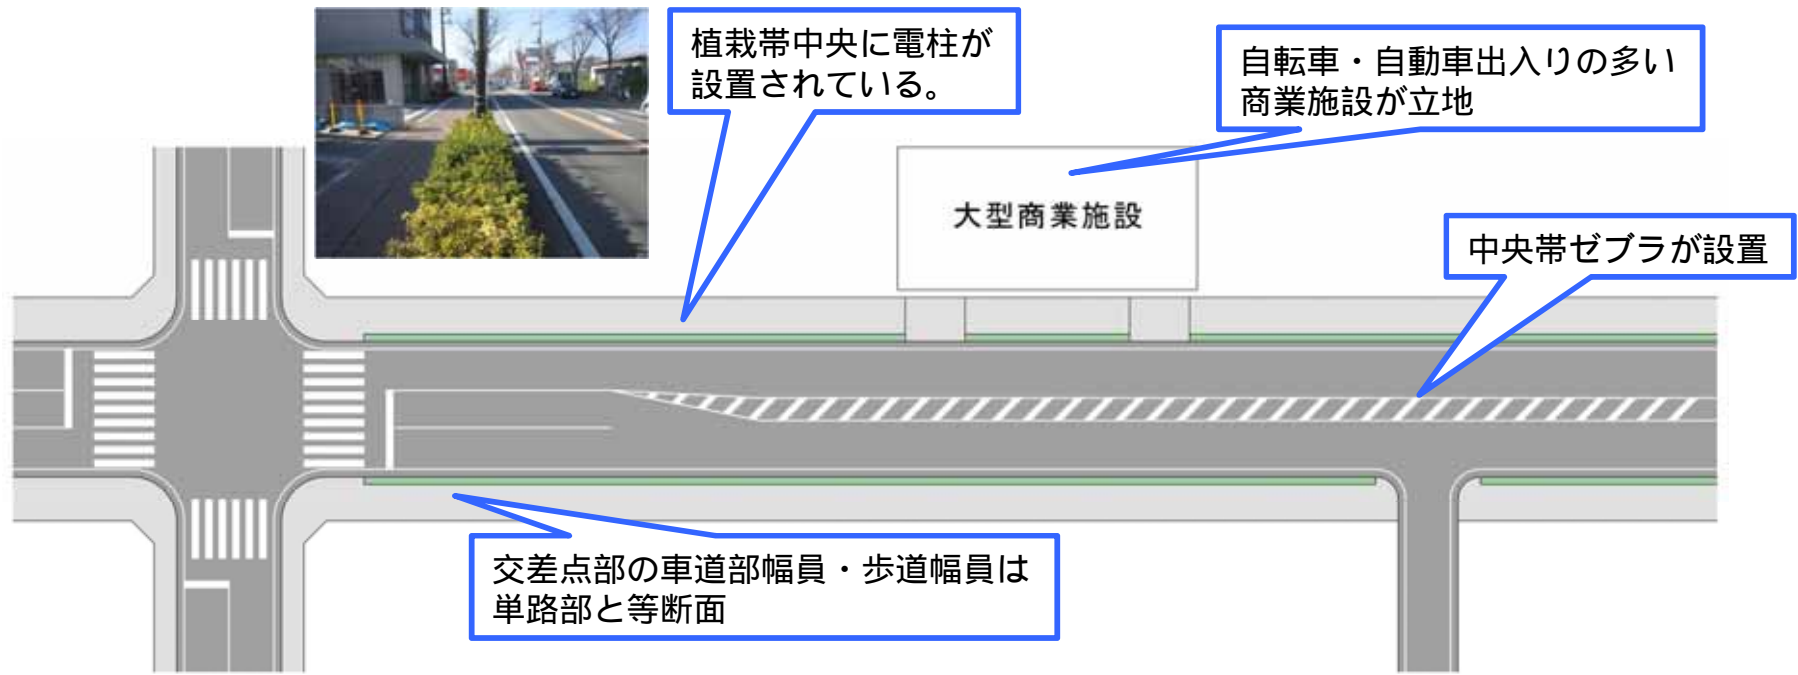 植栽帯中央に電柱が
設置されている。
自転車・自動車出入りの多い
商業施設が立地
大型商業施設
中央帯ゼブラが設置
交差点部の車道部幅員・歩道幅員は
単路部と等断面